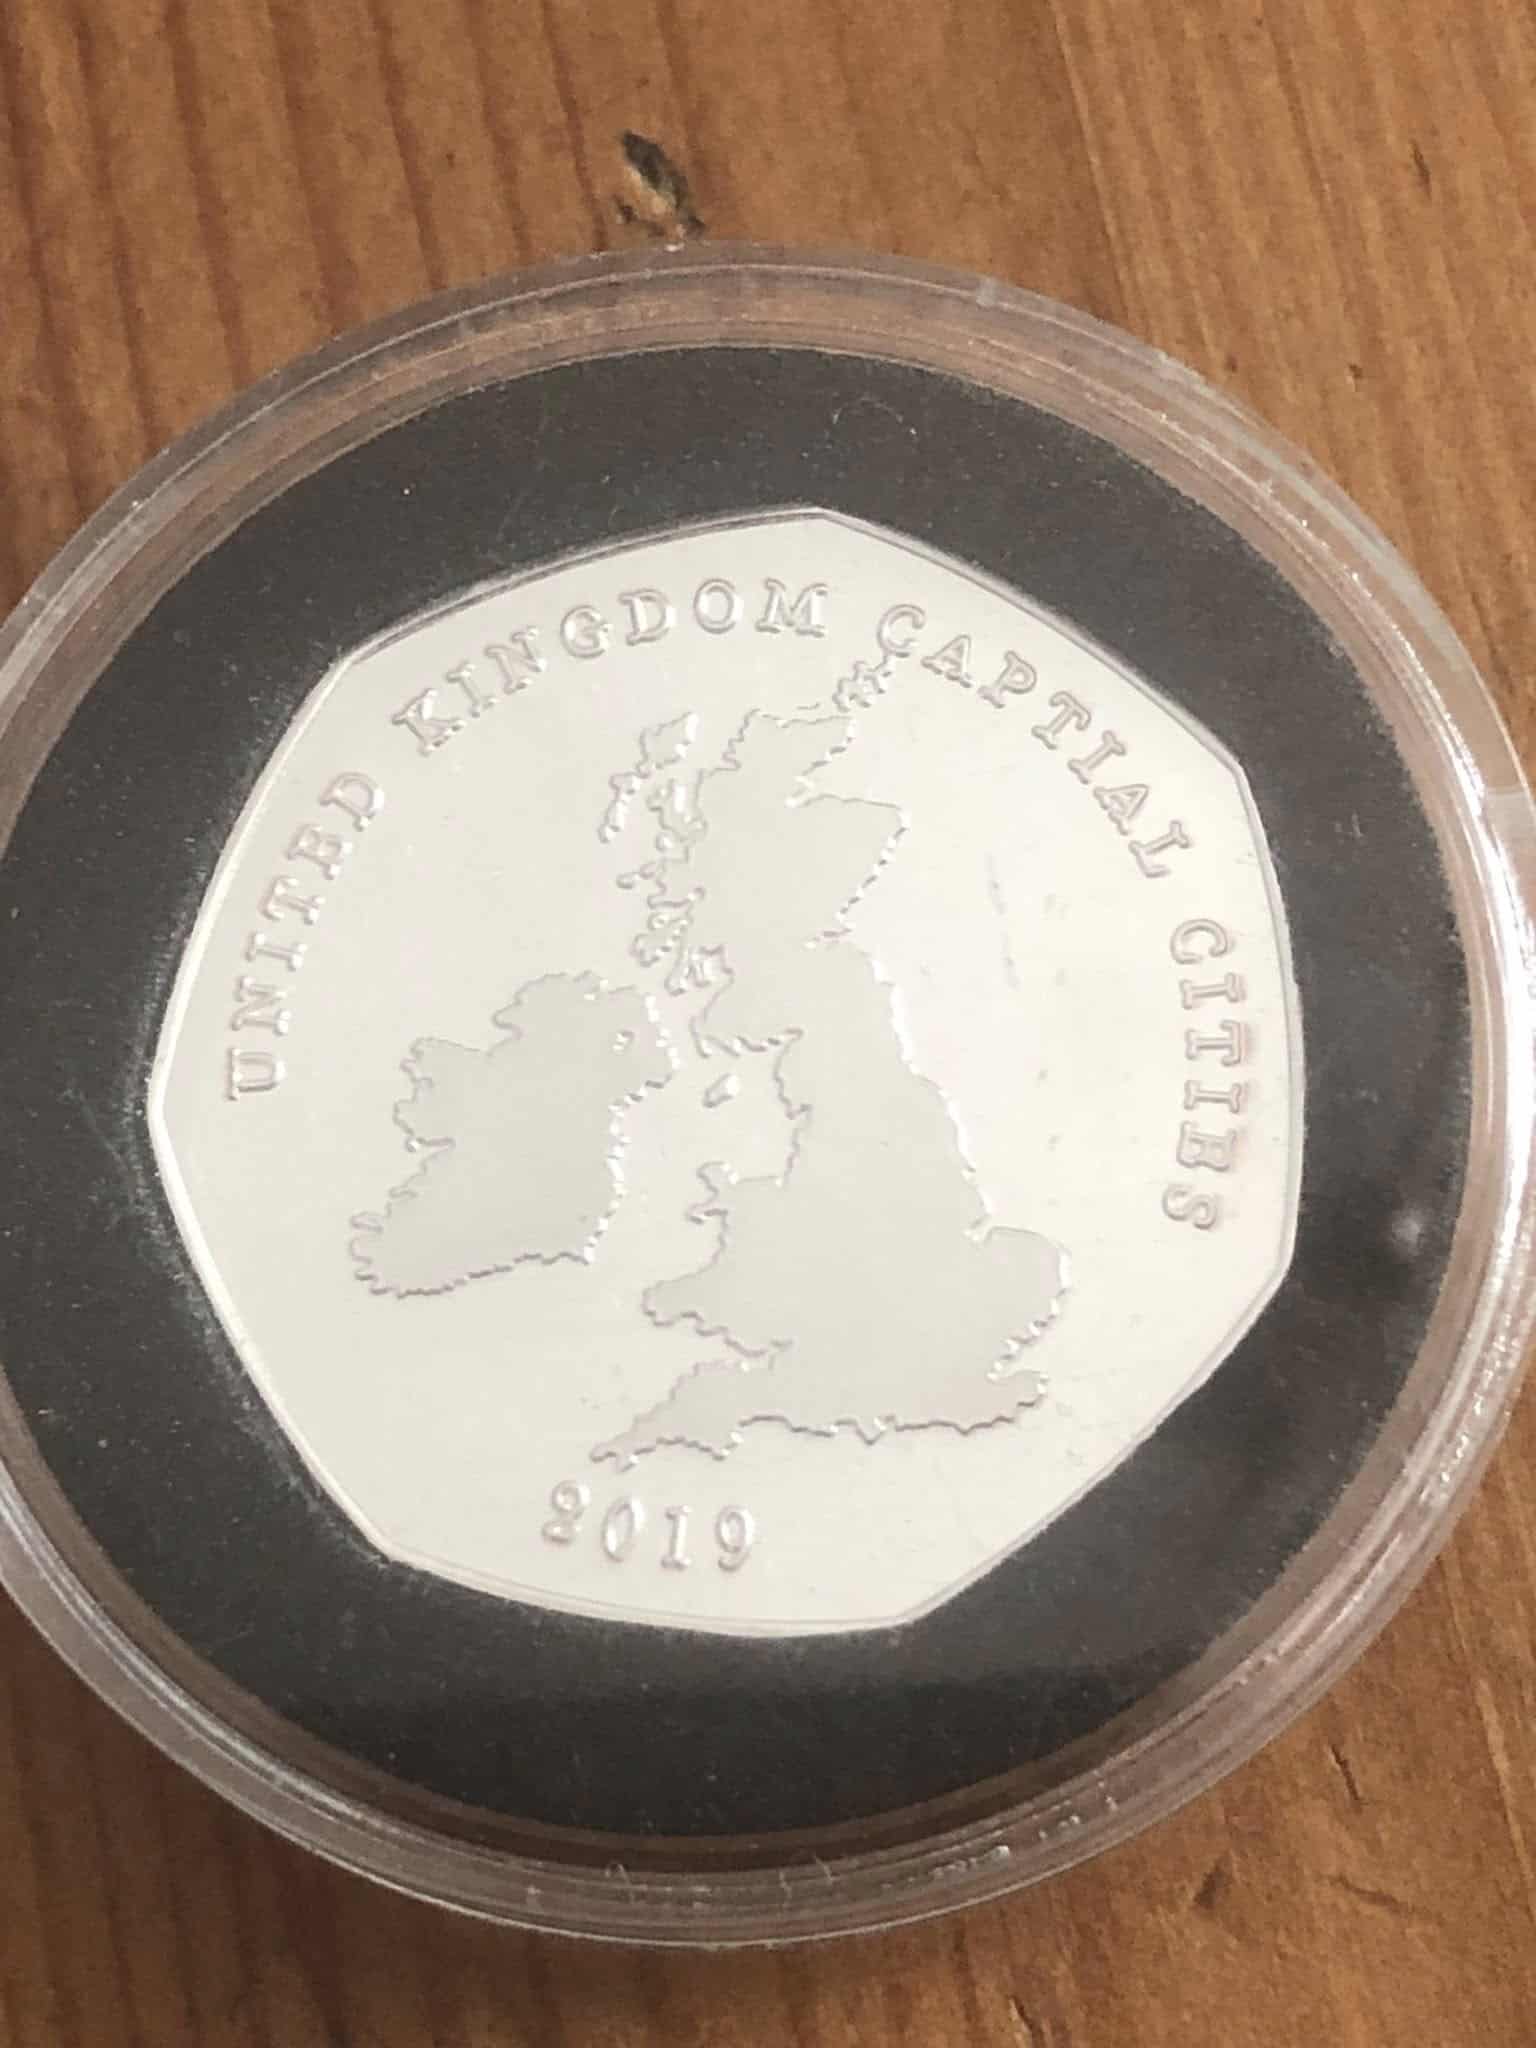 UNITED KINGDOM CAPTIAL CITIES
2019